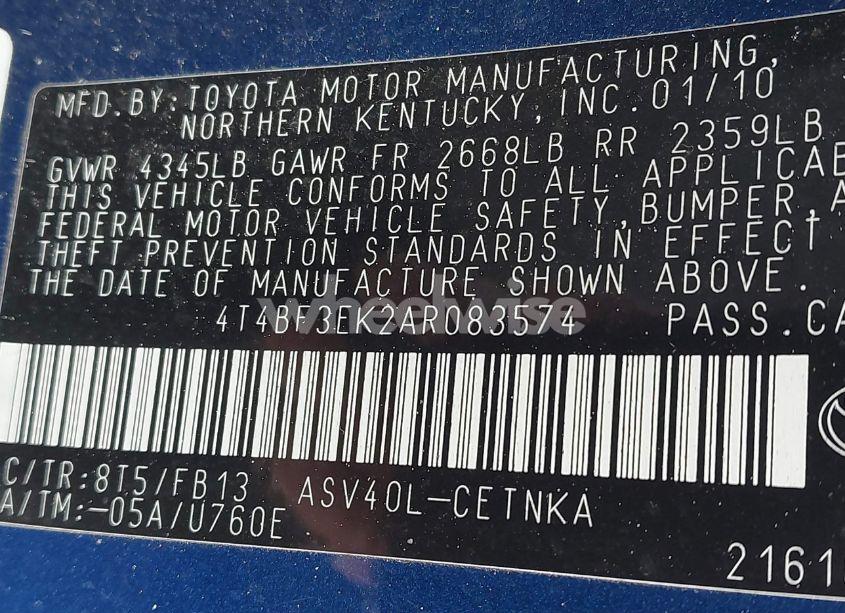 MFD.BY:TOYOTA MOTOR MANUFACTURING,
NORTHERN KENTUCKY, INC.01/10
GVWR 4345LB GAWR FR 2668LB RR 2359LB
THIS VEHICLE CONFORMS TO ALL APPLICAB
FEDERAL MOTOR VEHICLE SAFETY, BUMPER, A
THEFT PREVENTION STANDARDS IN EFFECT
THE DATE OF MANUFACTURE SHOWN ABOVE.
wheelwise
4T4BF3EK2AR083574 PASS.CA
C/TR:8T5/FB13 ASV40L-CETNKA
A/TM:-05A/U760E
2161